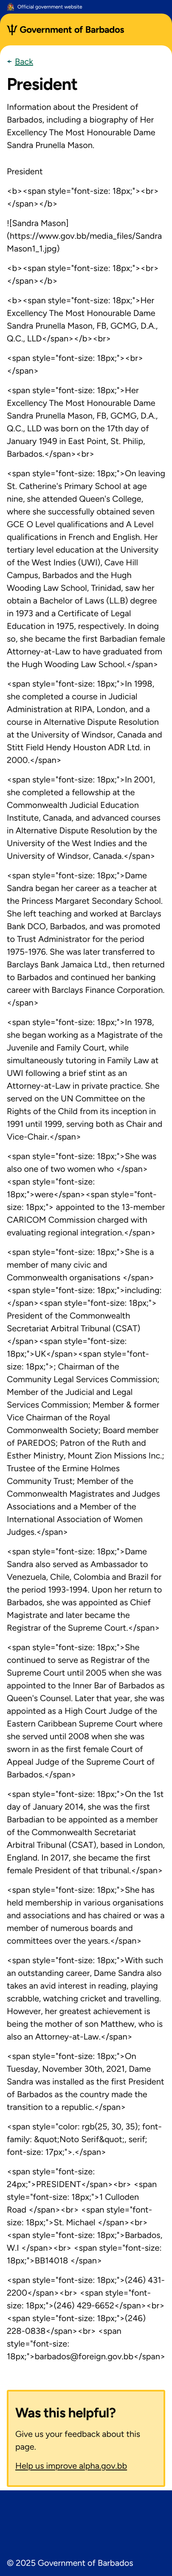 Official government website
Government of Barbados
Back
President
Information about the President of
Barbados, including a biography of Her
Excellency The Most Honourable Dame
Sandra Prunella Mason.
President
<b><span style="font-size: 18px;"><br>
</span></b>
![Sandra Mason]
(https://www.gov.bb/media_files/Sandra
Mason1_1.jpg)
<b><span style="font-size: 18px;"><br>
</span></b>
<b><span style="font-size: 18px;">Her
Excellency The Most Honourable Dame
Sandra Prunella Mason, FB, GCMG, D.A.,
Q.C., LLD</span></b><br>
<span style="font-size: 18px;"><br>
</span>
<span style="font-size: 18px;">Her
Excellency The Most Honourable Dame
Sandra Prunella Mason, FB, GCMG, D.A.,
Q.C., LLD was born on the 17th day of
January 1949 in East Point, St. Philip,
Barbados.</span><br>
<span style="font-size: 18px;">On leaving
St. Catherine's Primary School at age
nine, she attended Queen's College,
where she successfully obtained seven
GCE O Level qualifications and A Level
qualifications in French and English. Her
tertiary level education at the University
of the West Indies (UWI), Cave Hill
Campus, Barbados and the Hugh
Wooding Law School, Trinidad, saw her
obtain a Bachelor of Laws (LL.B) degree
in 1973 and a Certificate of Legal
Education in 1975, respectively. In doing
so, she became the first Barbadian female
Attorney-at-Law to have graduated from
the Hugh Wooding Law School.</span>
<span style="font-size: 18px;">In 1998,
she completed a course in Judicial
Administration at RIPA, London, and a
course in Alternative Dispute Resolution
at the University of Windsor, Canada and
Stitt Field Hendy Houston ADR Ltd. in
2000.</span>
<span style="font-size: 18px;">In 2001,
she completed a fellowship at the
Commonwealth Judicial Education
Institute, Canada, and advanced courses
in Alternative Dispute Resolution by the
University of the West Indies and the
University of Windsor, Canada.</span>
<span style="font-size: 18px;">Dame
Sandra began her career as a teacher at
the Princess Margaret Secondary School.
She left teaching and worked at Barclays
Bank DCO, Barbados, and was promoted
to Trust Administrator for the period
1975-1976. She was later transferred to
Barclays Bank Jamaica Ltd., then returned
to Barbados and continued her banking
career with Barclays Finance Corporation.
</span>
<span style="font-size: 18px;">In 1978,
she began working as a Magistrate of the
Juvenile and Family Court, while
simultaneously tutoring in Family Law at
UWI following a brief stint as an
Attorney-at-Law in private practice. She
served on the UN Committee on the
Rights of the Child from its inception in
1991 until 1999, serving both as Chair and
Vice-Chair.</span>
<span style="font-size: 18px;">She was
also one of two women who </span>
<span style="font-size:
18px;">were</span><span style="font-
size: 18px;"> appointed to the 13-member
CARICOM Commission charged with
evaluating regional integration.</span>
<span style="font-size: 18px;">She is a
member of many civic and
Commonwealth organisations </span>
<span style="font-size: 18px;">including:
</span><span style="font-size: 18px;">
President of the Commonwealth
Secretariat Arbitral Tribunal (CSAT)
</span><span style="font-size:
18px;">UK</span><span style="font-
size: 18px;">; Chairman of the
Community Legal Services Commission;
Member of the Judicial and Legal
Services Commission; Member & former
Vice Chairman of the Royal
Commonwealth Society; Board member
of PAREDOS; Patron of the Ruth and
Esther Ministry, Mount Zion Missions Inc.;
Trustee of the Ermine Holmes
Community Trust; Member of the
Commonwealth Magistrates and Judges
Associations and a Member of the
International Association of Women
Judges.</span>
<span style="font-size: 18px;">Dame
Sandra also served as Ambassador to
Venezuela, Chile, Colombia and Brazil for
the period 1993-1994. Upon her return to
Barbados, she was appointed as Chief
Magistrate and later became the
Registrar of the Supreme Court.</span>
<span style="font-size: 18px;">She
continued to serve as Registrar of the
Supreme Court until 2005 when she was
appointed to the Inner Bar of Barbados as
Queen's Counsel. Later that year, she was
appointed as a High Court Judge of the
Eastern Caribbean Supreme Court where
she served until 2008 when she was
sworn in as the first female Court of
Appeal Judge of the Supreme Court of
Barbados.</span>
<span style="font-size: 18px;">On the 1st
day of January 2014, she was the first
Barbadian to be appointed as a member
of the Commonwealth Secretariat
Arbitral Tribunal (CSAT), based in London,
England. In 2017, she became the first
female President of that tribunal.</span>
<span style="font-size: 18px;">She has
held membership in various organisations
and associations and has chaired or was a
member of numerous boards and
committees over the years.</span>
<span style="font-size: 18px;">With such
an outstanding career, Dame Sandra also
takes an avid interest in reading, playing
scrabble, watching cricket and travelling.
However, her greatest achievement is
being the mother of son Matthew, who is
also an Attorney-at-Law.</span>
<span style="font-size: 18px;">On
Tuesday, November 30th, 2021, Dame
Sandra was installed as the first President
of Barbados as the country made the
transition to a republic.</span>
<span style="color: rgb(25, 30, 35); font-
family: &quot;Noto Serif&quot;, serif;
font-size: 17px;">.</span>
<span style="font-size:
24px;">PRESIDENT</span><br> <span
style="font-size: 18px;">1 Culloden
Road </span><br> <span style="font-
size: 18px;">St. Michael </span><br>
<span style="font-size: 18px;">Barbados,
W.I </span><br> <span style="font-size:
18px;">BB14018 </span>
<span style="font-size: 18px;">(246) 431-
2200</span><br> <span style="font-
size: 18px;">(246) 429-6652</span><br>
<span style="font-size: 18px;">(246)
228-0838</span><br> <span
style="font-size:
18px;">barbados@foreign.gov.bb</span>
Was this helpful?
Give us your feedback about this
page.
Help us improve alpha.gov.bb
© 2025 Government of Barbados